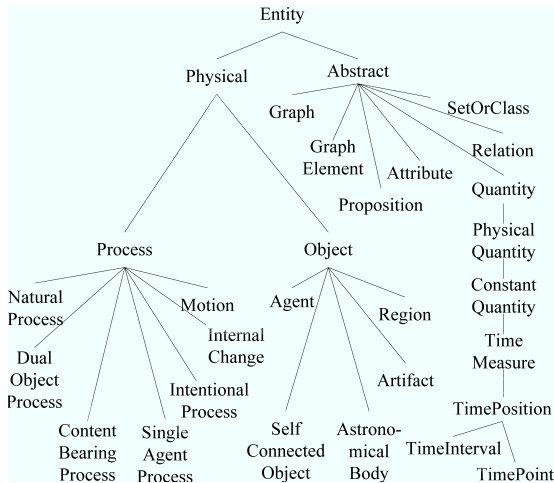 Entity
Physical
Abstract
Graph
SetOrClass
Graph
Element
Attribute
Relation
Proposition
Quantity
Physical
Quantity
Constant
Quantity
Time
Measure
TimePosition
TimeInterval
TimePoint
Process
Object
Natural
Process
Motion
Dual
Object
Process
Internal
Change
Intentional
Process
Content
Bearing
Process
Single
Agent
Process
Agent
Region
Artifact
Self
Connected
Object
Astrono-
mical
Body